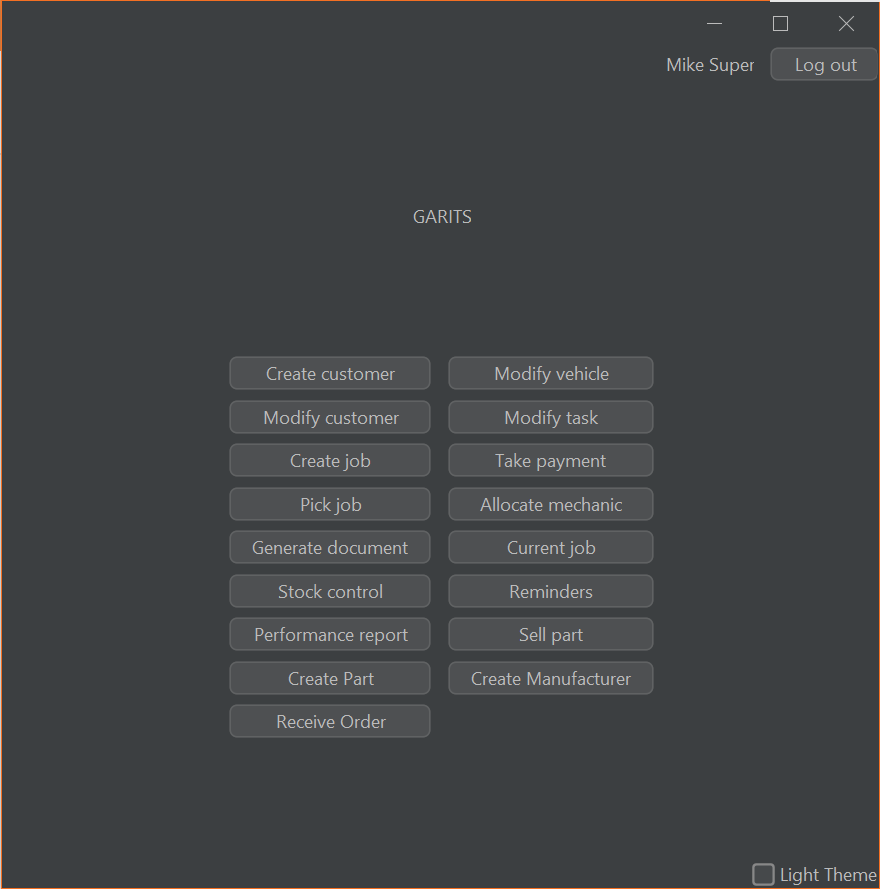 Mike Super Log out
GARITS
Create customer Modify vehicle
Modify customer Modify task
Create job Take payment
Pick job Allocate mechanic
Generate document Current job
Stock control Reminders
Performance report Sell part
Create Part Create Manufacturer
Receive Order
Light Theme